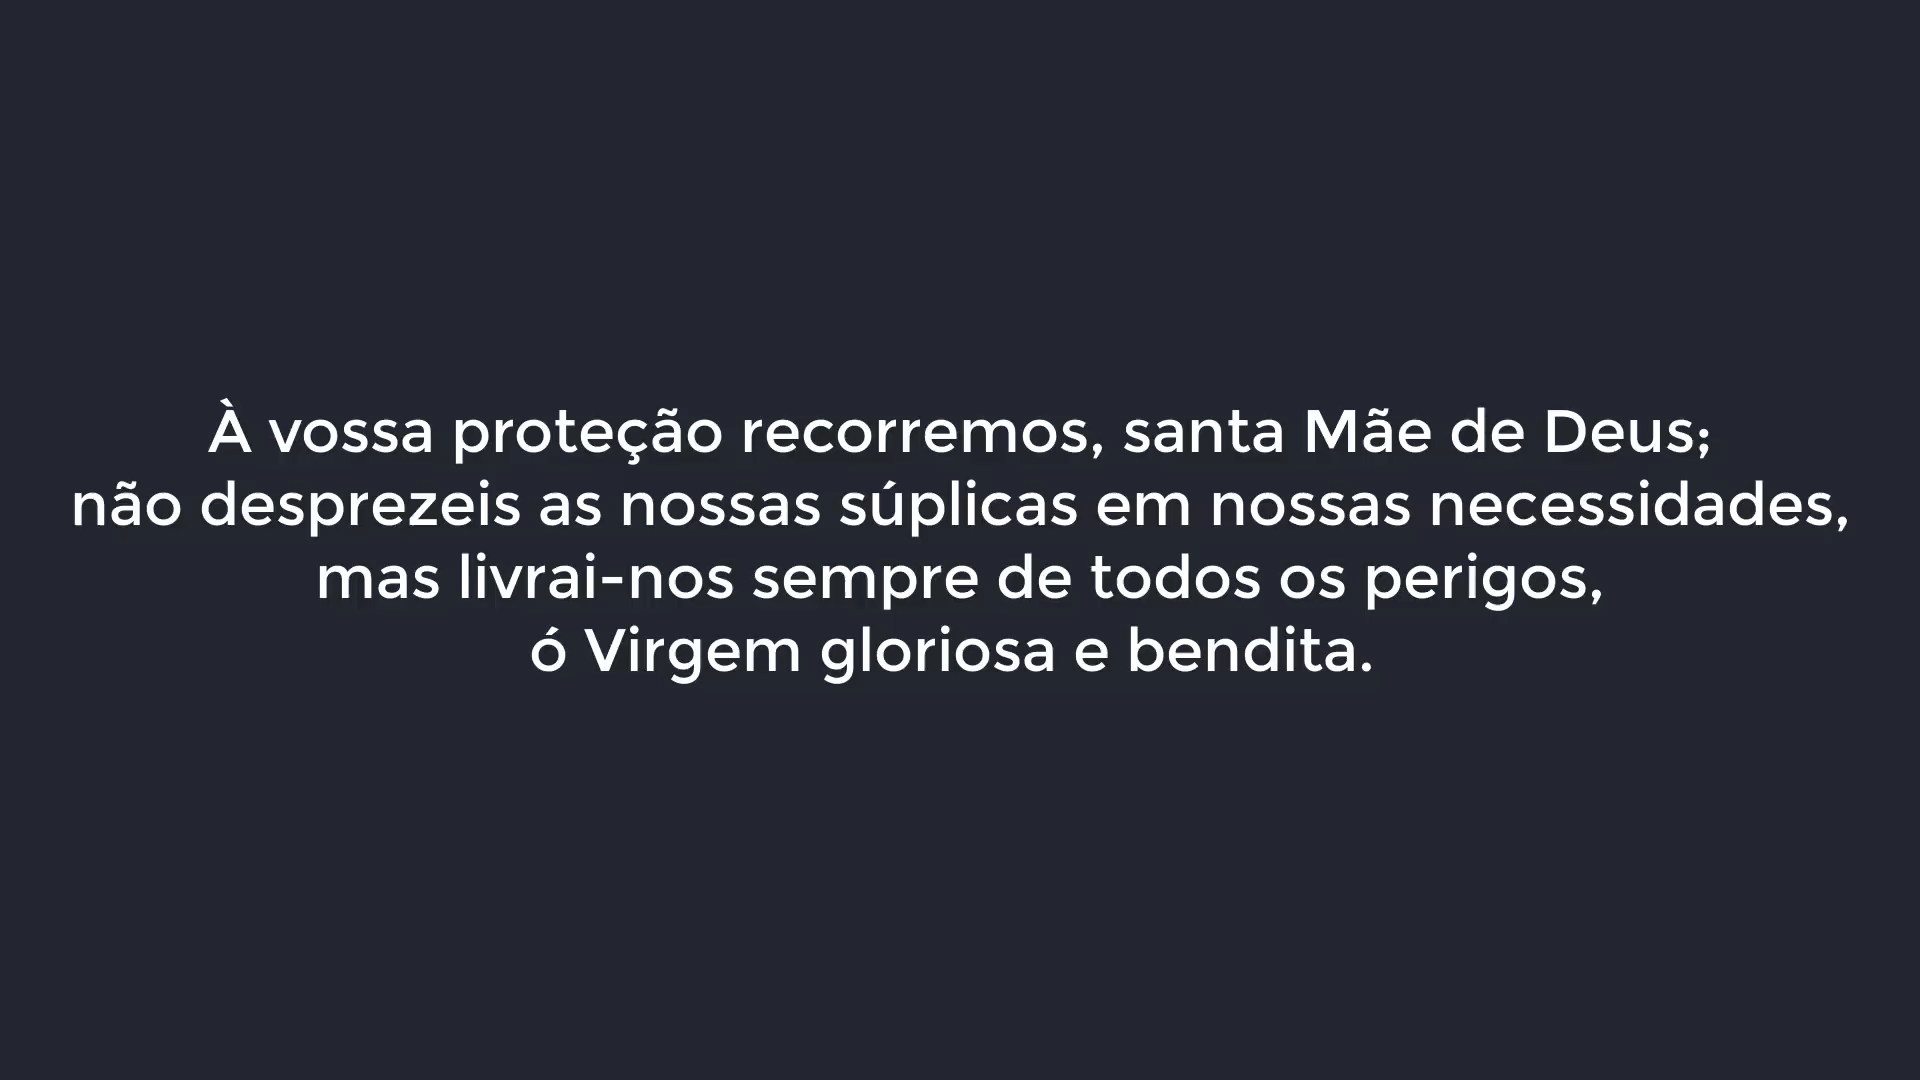 À vossa proteção recorremos, santa Mãe de Deus;
não desprezeis as nossas súplicas em nossas necessidades,
mas livrai-nos sempre de todos os perigos,
ó Virgem gloriosa e bendita.